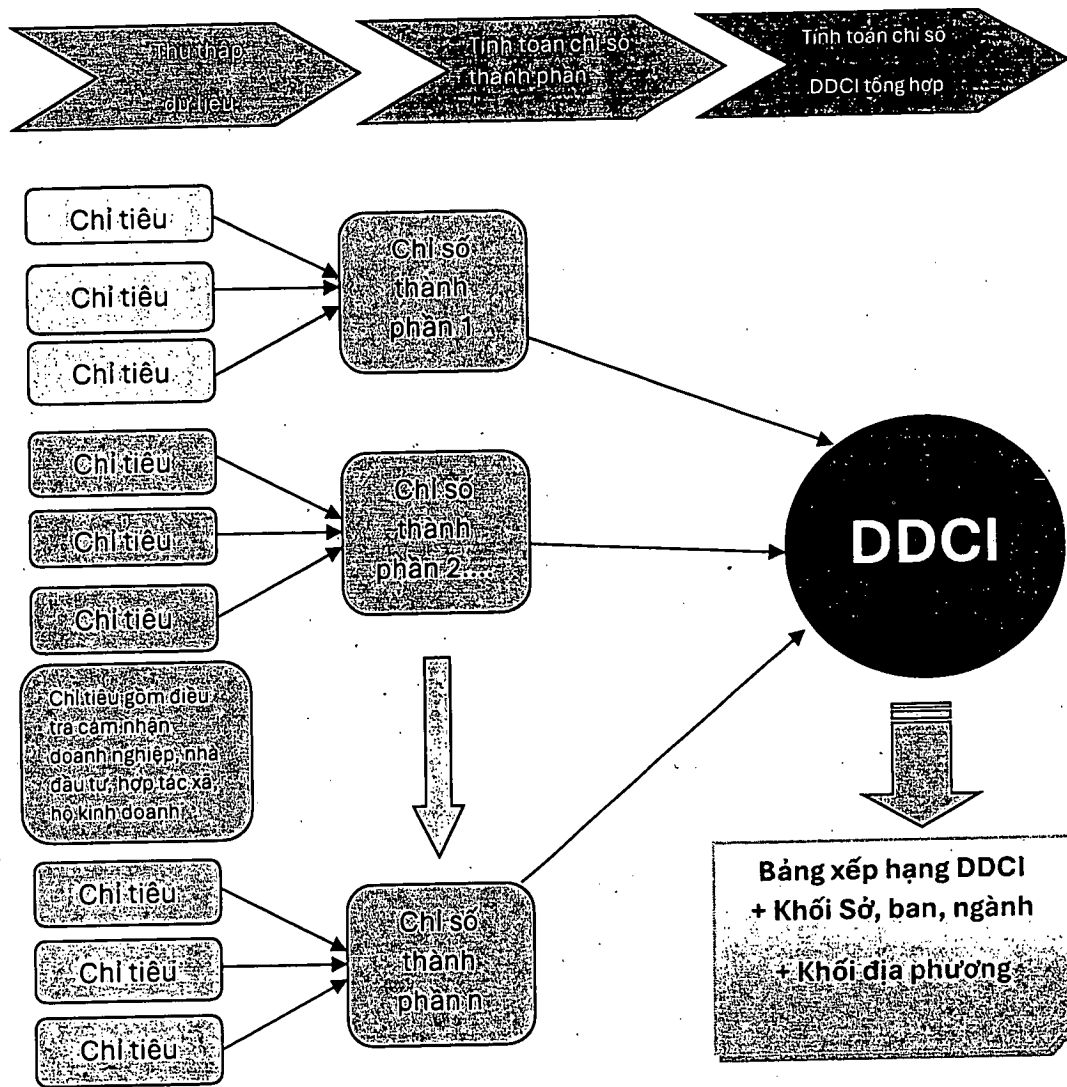 Thu thập
dữ liệu
Tính toán chỉ số
thành phần
Tính toán chỉ số
DDCI tổng hợp
Chỉ tiêu
Chỉ tiêu
Chỉ tiêu
Chỉ số
thành
phần 1
Chỉ tiêu
Chỉ tiêu
Chỉ tiêu
Chỉ số
thành
phần 2....
DDCI
Chỉ tiêu gồm điều
tra cảm nhận
doanh nghiệp, nhà
đầu tư, hợp tác xã,
hộ kinh doanh
Chỉ tiêu
Chỉ tiêu
Chỉ tiêu
Chỉ số
thành
phần n
Bảng xếp hạng DDCI
+ Khối Sở, ban, ngành
+ Khối địa phương